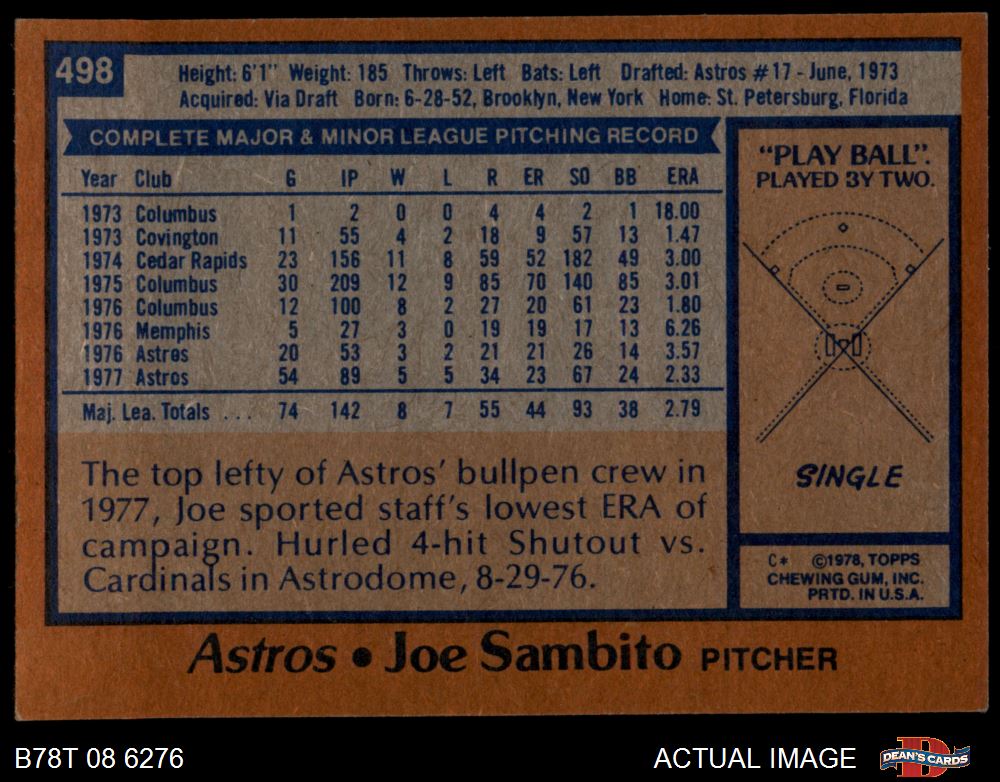 498
Height: 6'1" Weight: 185 Throws: Left Bats: Left Drafted: Astros #17 - June, 1973
Acquired: Via Draft Born: 6-28-52, Brooklyn, New York Home: St. Petersburg, Florida
COMPLETE MAJOR & MINOR LEAGUE PITCHING RECORD
Year Club G IP W L R ER SO BB ERA
1973 Columbus 1 2 0 0 4 4 2 1 18.00
1973 Covington 11 55 4 2 18 9 57 13 1.47
1974 Cedar Rapids 23 156 11 8 59 52 182 49 3.00
1975 Columbus 30 209 12 9 85 70 140 85 3.01
1976 Columbus 12 100 8 2 27 20 61 23 1.80
1976 Memphis 5 27 3 0 19 19 17 13 6.26
1976 Astros 20 53 3 2 21 21 26 14 3.57
1977 Astros 54 89 5 5 34 23 67 24 2.33
Maj. Lea. Totals ... 74 142 8 7 55 44 93 38 2.79
The top lefty of Astros' bullpen crew in
1977, Joe sported staff's lowest ERA of
campaign. Hurled 4-hit Shutout vs.
Cardinals in Astrodome, 8-29-76.
"PLAY BALL".
PLAYED BY TWO.
SINGLE
C* ©1978, TOPPS
CHEWING GUM, INC.
PRTD. IN U.S.A.
Astros • Joe Sambito PITCHER
B78T 08 6276 ACTUAL IMAGE
DEAN'S CARDS